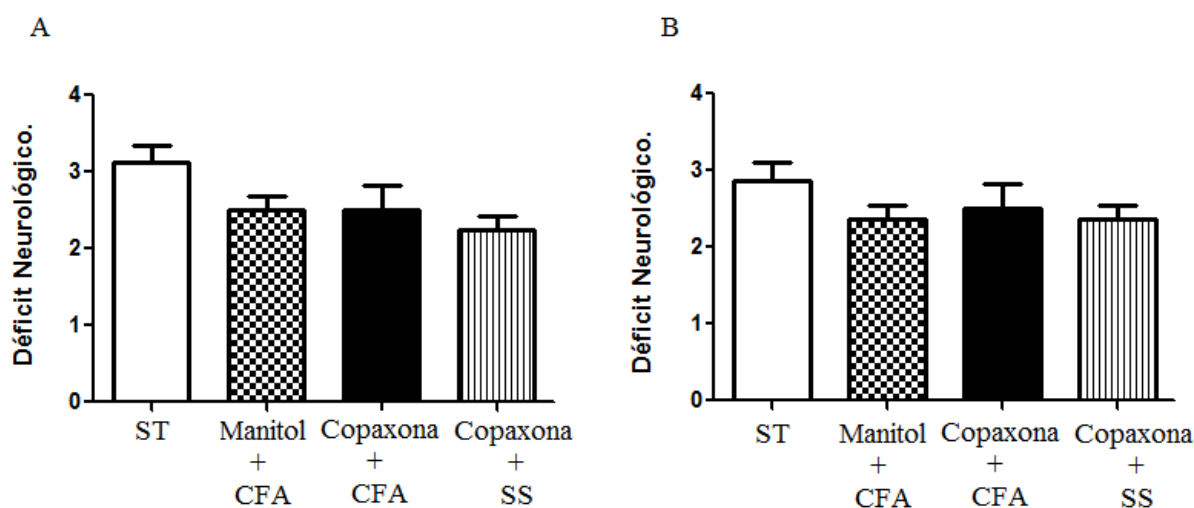 A
Déficit Neurológico.
4
3
2
1
0
ST
Manitol
+
CFA
Copaxona
+
CFA
Copaxona
+
SS
B
Déficit Neurológico.
4
3
2
1
0
ST
Manitol
+
CFA
Copaxona
+
CFA
Copaxona
+
SS